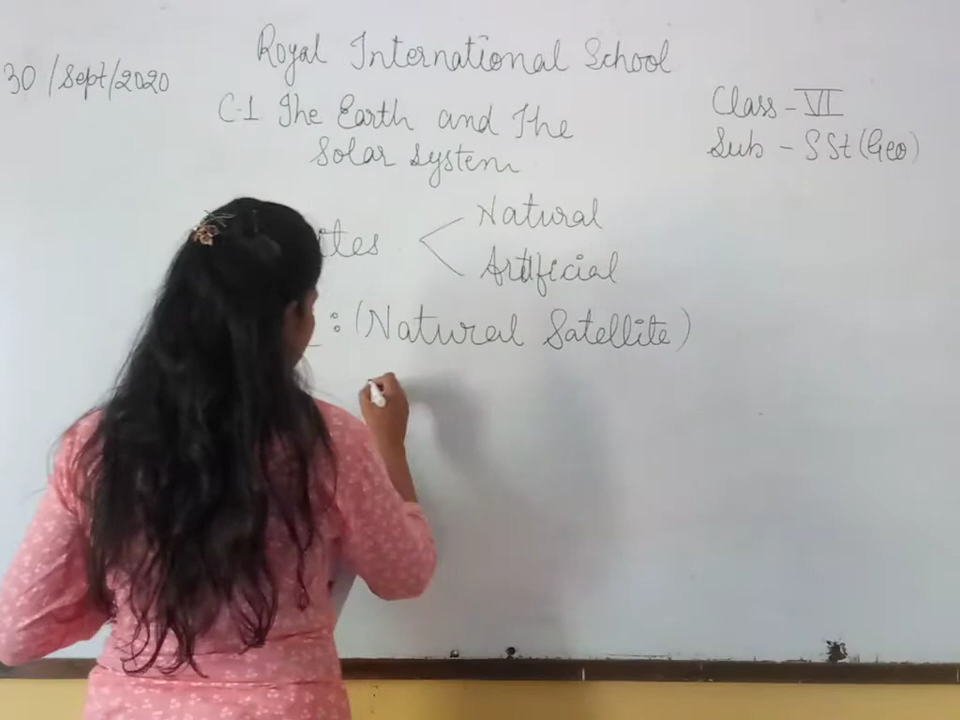 Royal International School
30/Sept/2020
C-1 The Earth and The
Solar System
Class - VI
Sub - SSt (Geo)
Natural
Artificial
: (Natural Satellite)